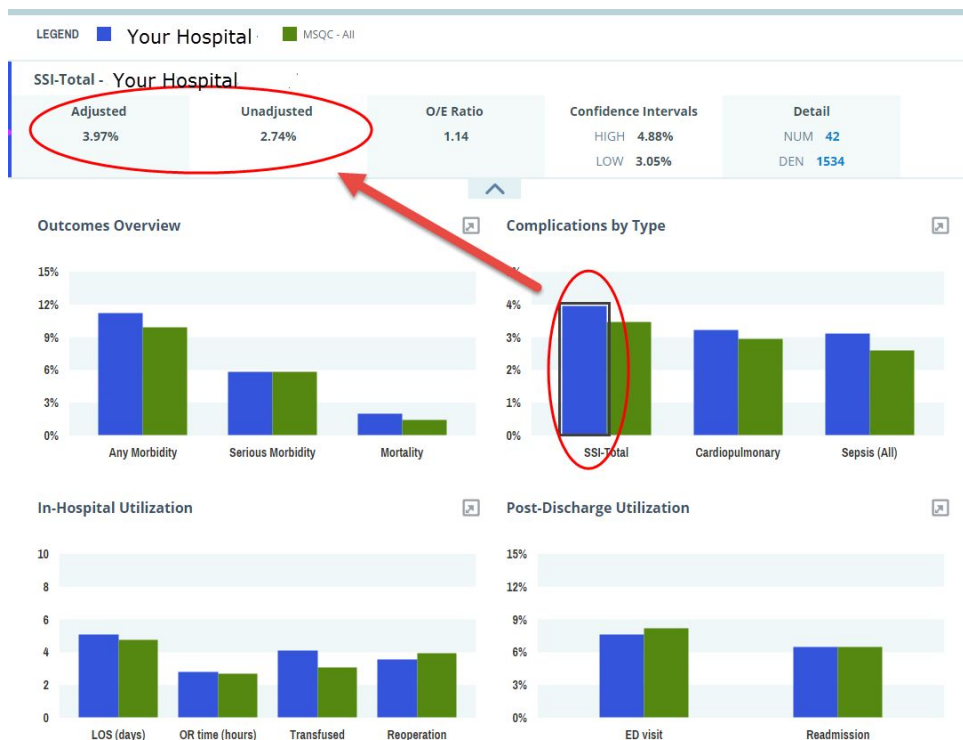 LEGEND Your Hospital MSQC - All
SSI-Total - Your Hospital
Adjusted Unadjusted O/E Ratio Confidence Intervals Detail
3.97% 2.74% 1.14 HIGH 4.88% NUM 42
LOW 3.05% DEN 1534
Outcomes Overview
15%
12%
9%
6%
3%
0%
Any Morbidity Serious Morbidity Mortality
Complications by Type
4%
3%
2%
1%
0%
SSI-Total Cardiopulmonary Sepsis (All)
In-Hospital Utilization
10
8
6
4
2
0
LOS (days) OR time (hours) Transfused Reoperation
Post-Discharge Utilization
15%
12%
9%
6%
3%
0%
ED visit Readmission